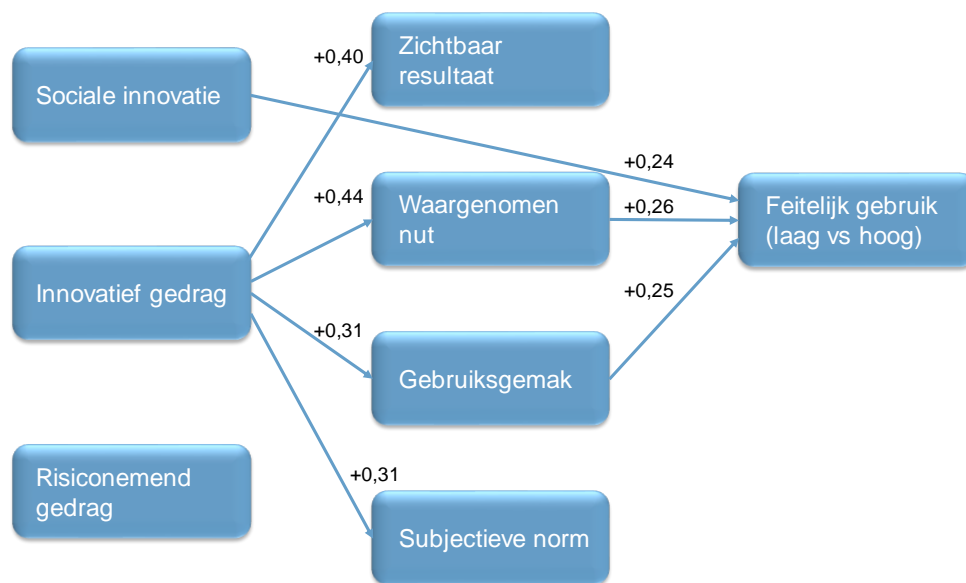 Zichtbaar
resultaat
+0,40
Sociale innovatie
+0,24
+0,44
Waargenomen
nut
+0,26
Feitelijk gebruik
(laag vs hoog)
Innovatief gedrag
+0,25
+0,31
Gebruiksgemak
Risiconemend
gedrag
+0,31
Subjectieve norm